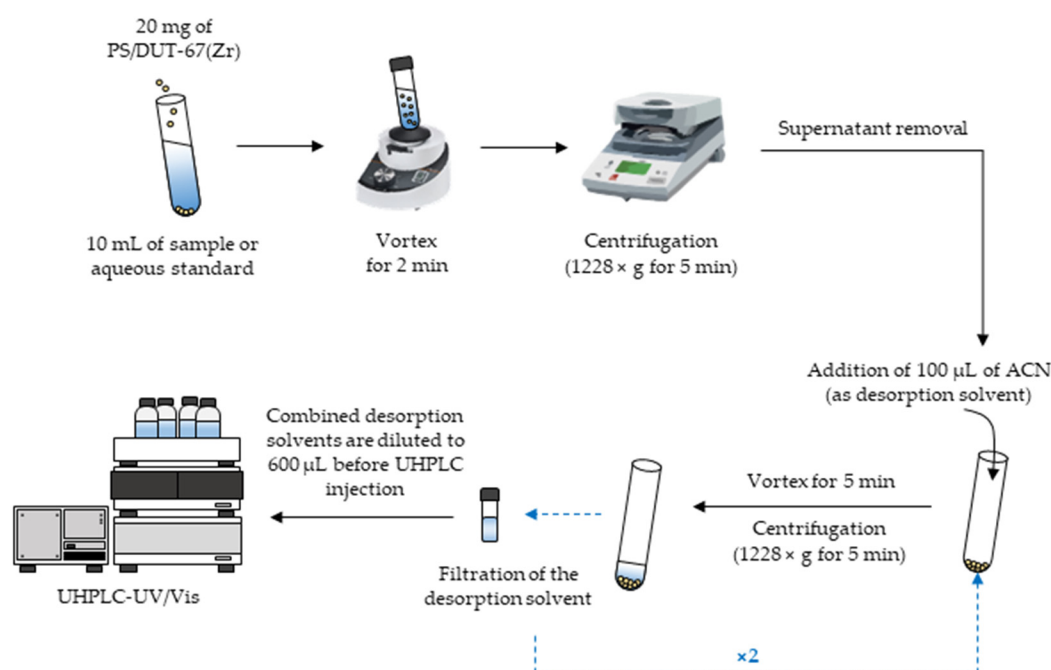 20 mg of
PS/DUT-67(Zr)
10 mL of sample or
aqueous standard
Vortex
for 2 min
Centrifugation
(1228 × g for 5 min)
Supernatant removal
Addition of 100 µL of ACN
(as desorption solvent)
Vortex for 5 min
Centrifugation
(1228 × g for 5 min)
Filtration of the
desorption solvent
Combined desorption
solvents are diluted to
600 µL before UHPLC
injection
UHPLC-UV/Vis
×2